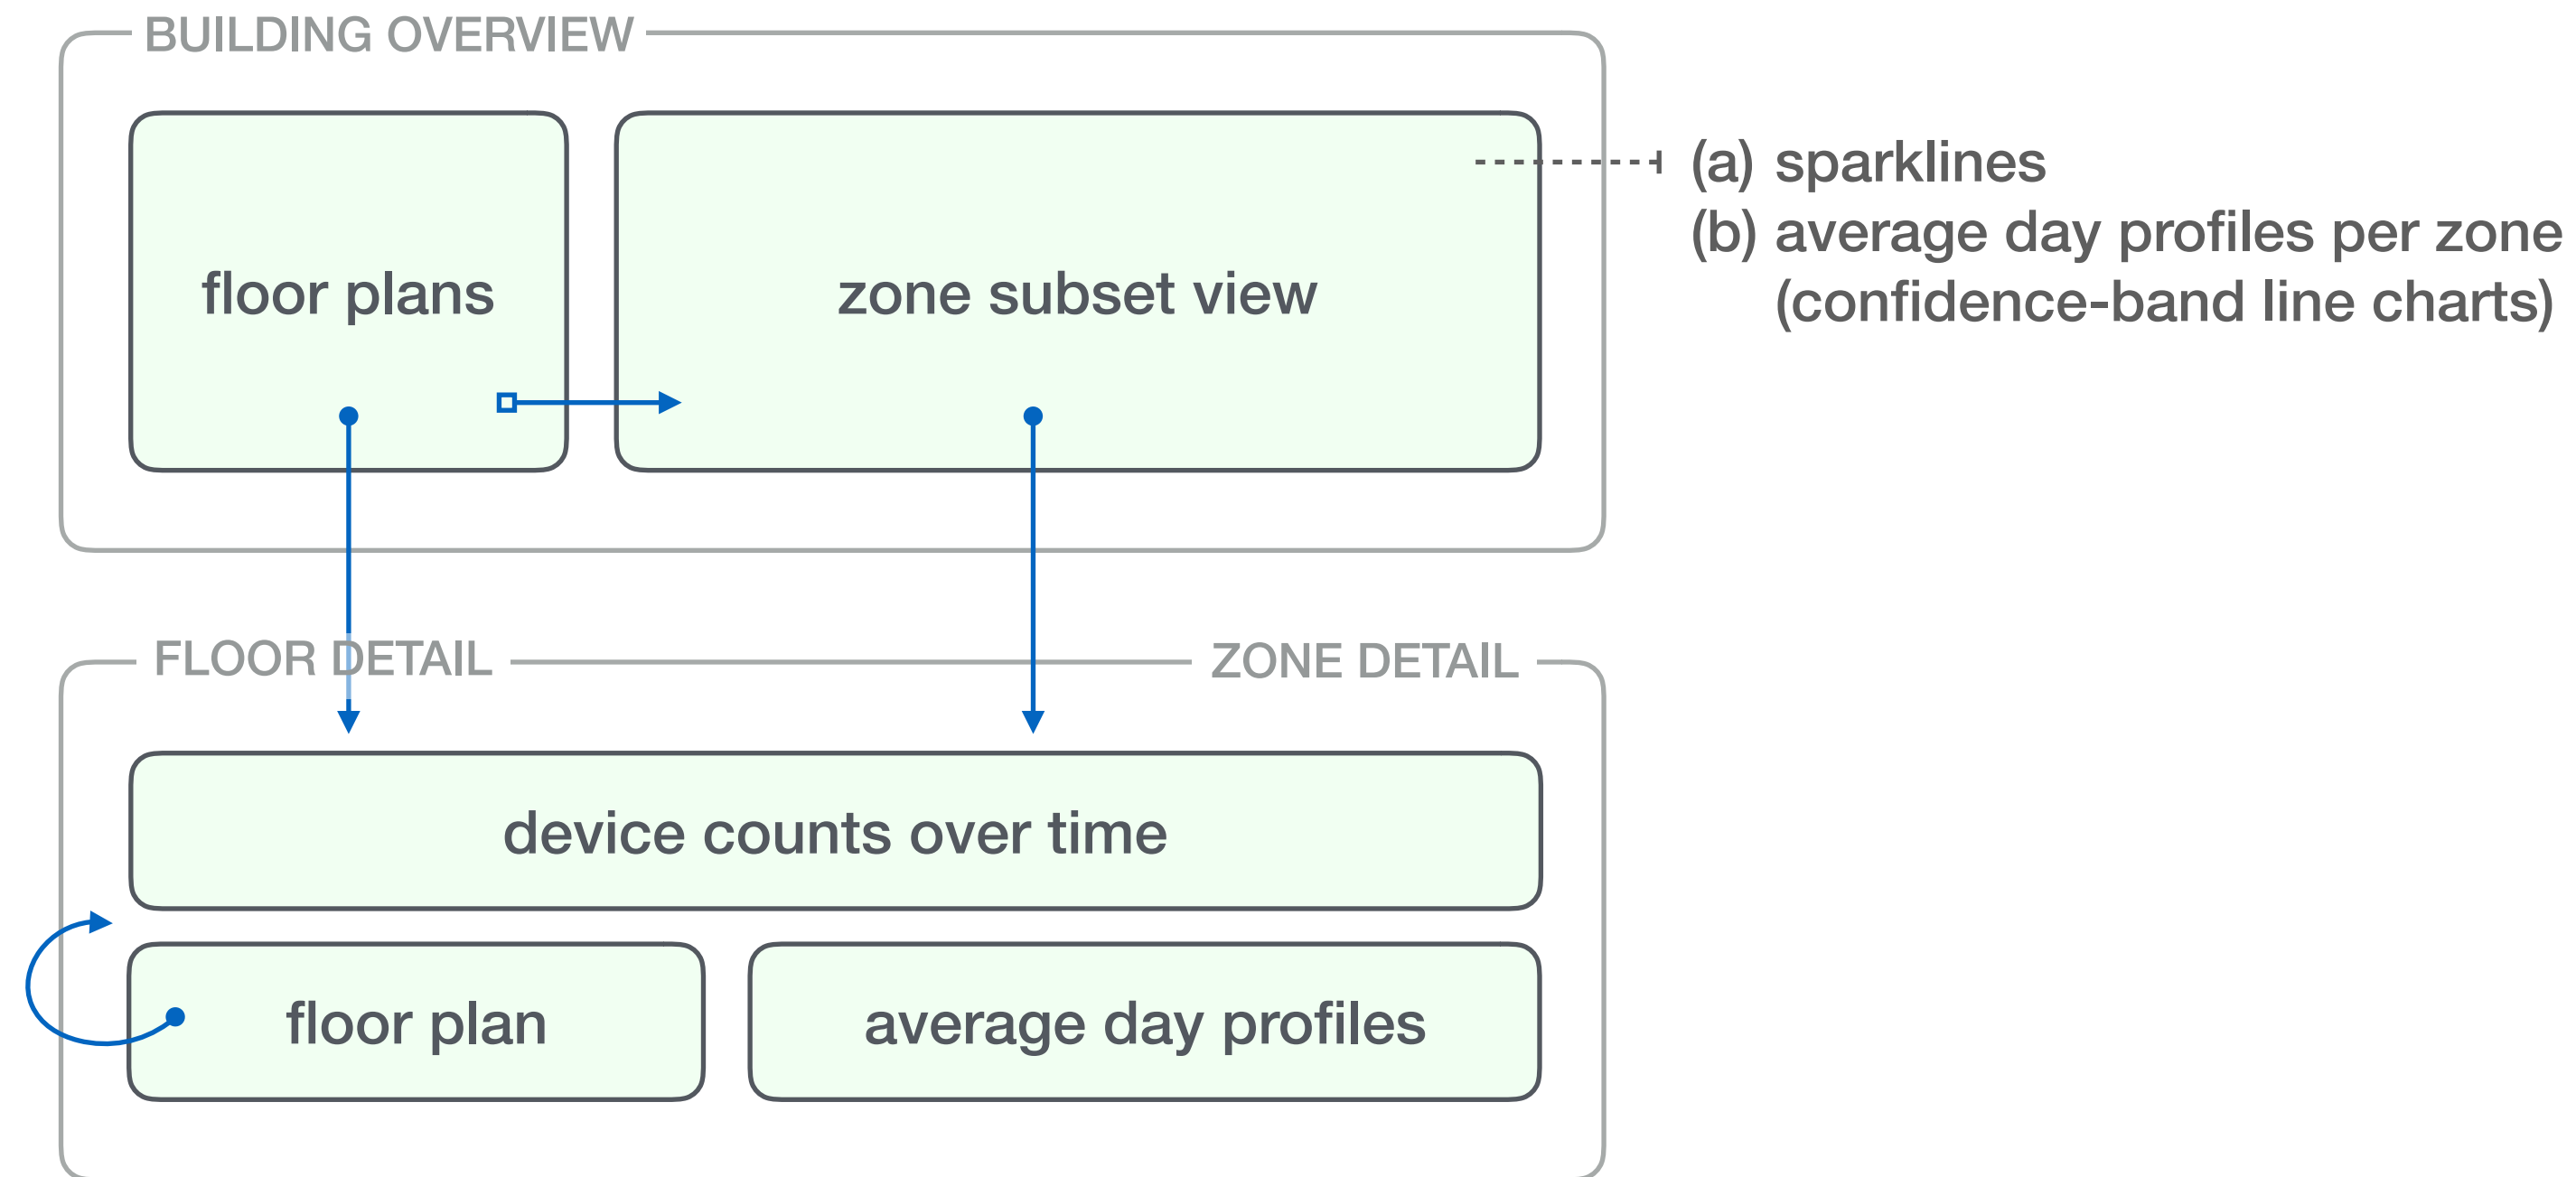 BUILDING OVERVIEW
floor plans
zone subset view
(a) sparklines
(b) average day profiles per zone
(confidence-band line charts)
FLOOR DETAIL
ZONE DETAIL
device counts over time
floor plan
average day profiles